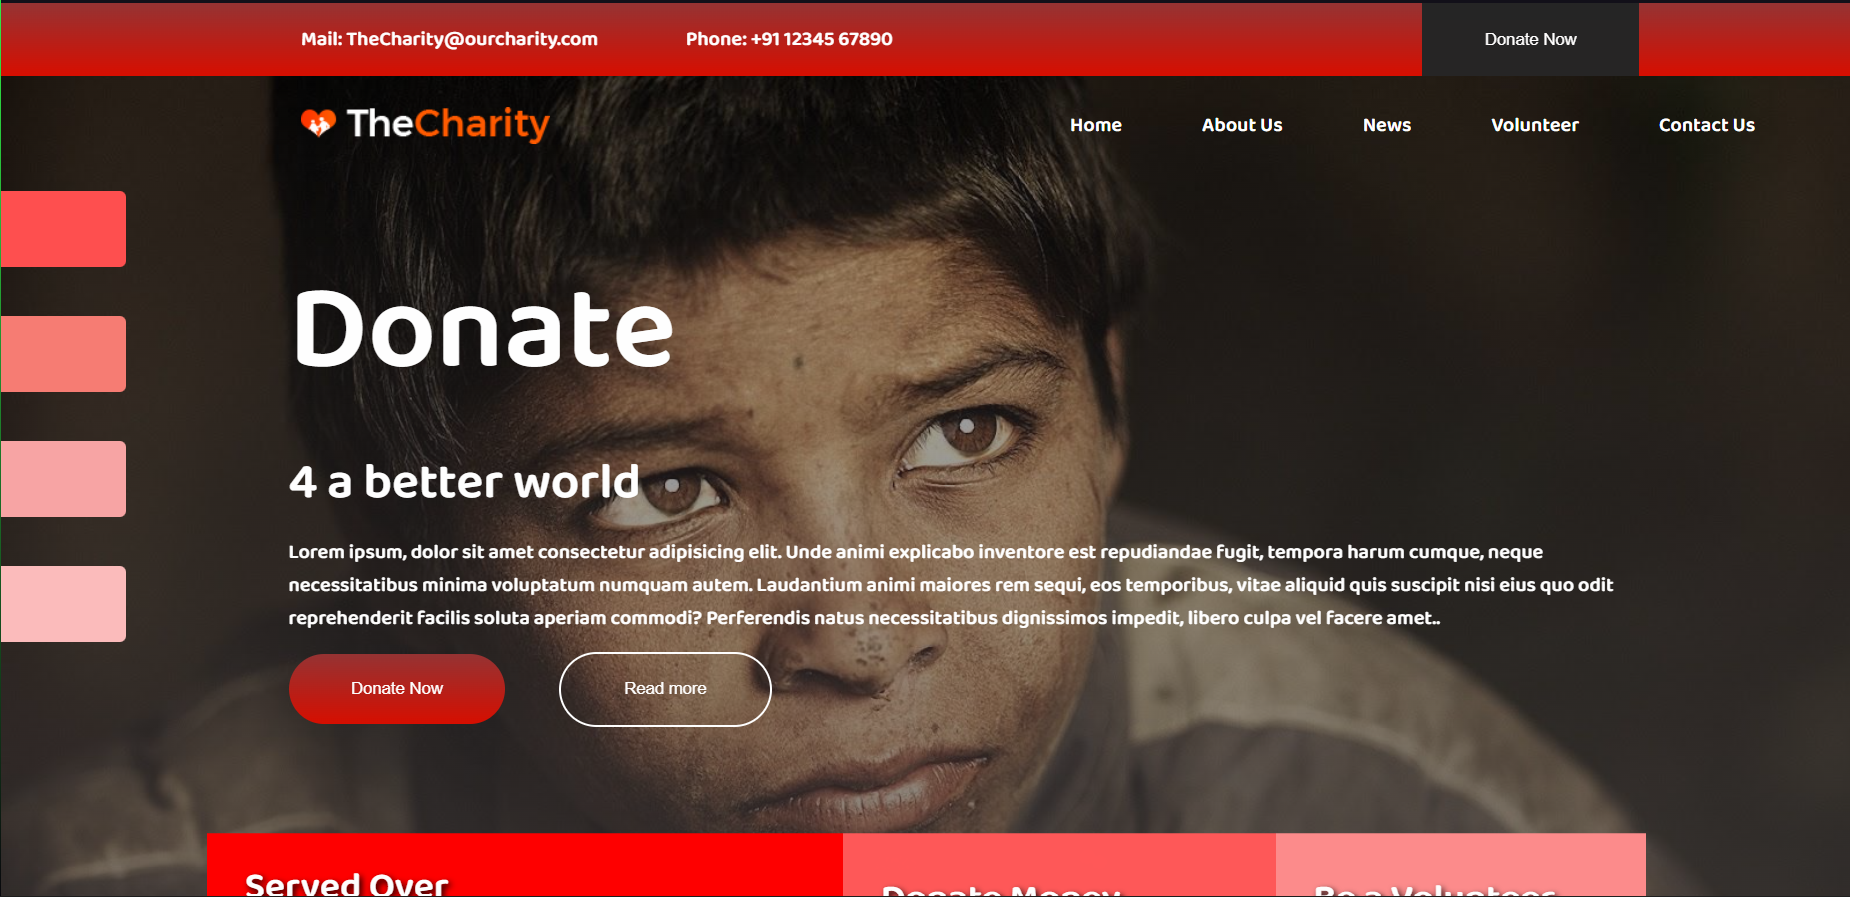 Mail: TheCharity@ourcharity.com
Phone: +91 12345 67890
Donate Now
TheCharity
Home
About Us
News
Volunteer
Contact Us
Donate
4 a better world
Lorem ipsum, dolor sit amet consectetur adipisicing elit. Unde animi explicabo inventore est repudiandae fugit, tempora harum cumque, neque
necessitatibus minima voluptatum numquam autem. Laudantium animi maiores rem sequi, eos temporibus, vitae aliquid quis suscipit nisi eius quo odit
reprehenderit facilis soluta aperiam commodi? Perferendis natus necessitatibus dignissimos impedit, libero culpa vel facere amet..
Donate Now
Read more
Served Over
Donate Money
Be a Volunteer